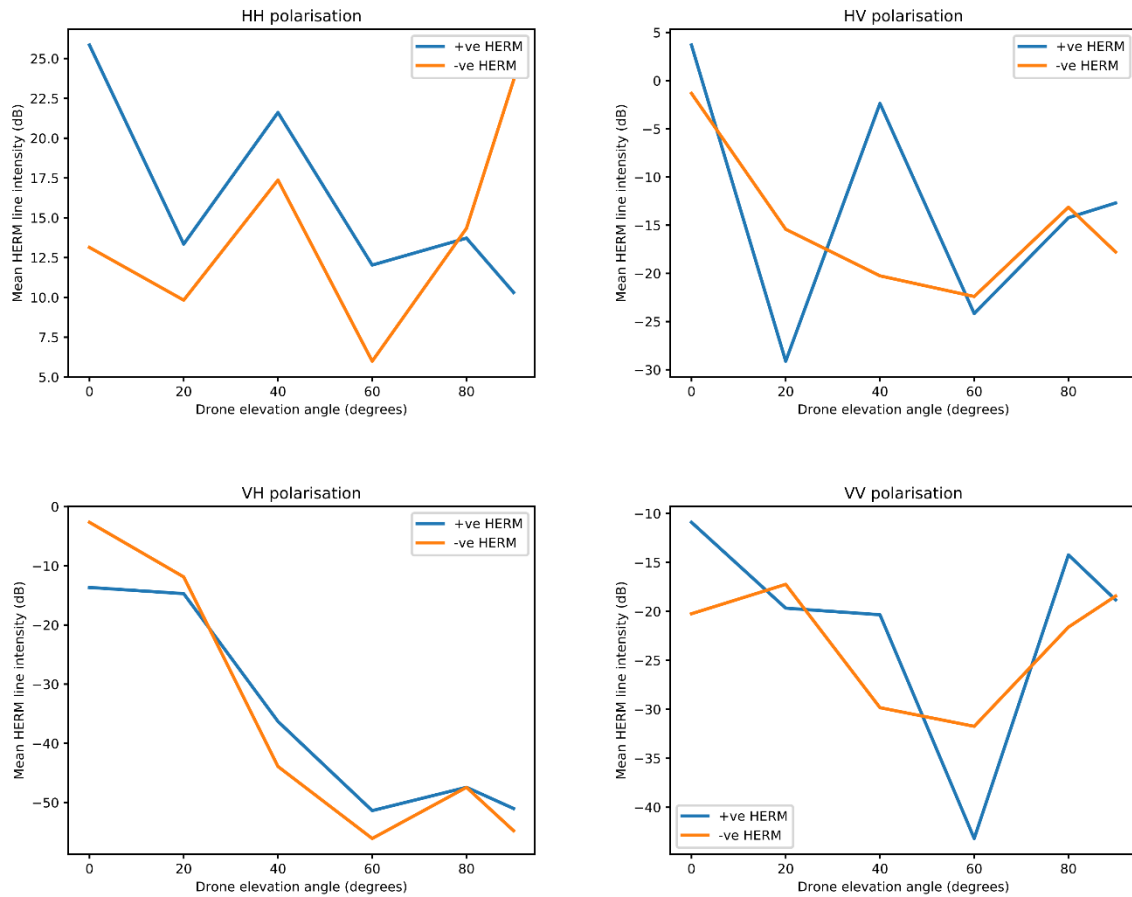 HH polarisation
25.0
22.5
20.0
17.5
15.0
12.5
10.0
7.5
5.0
Mean HERM line intensity (dB)
+ve HERM
-ve HERM
0 20 40 60 80
Drone elevation angle (degrees)
HV polarisation
5
0
−5
−10
−15
−20
−25
−30
Mean HERM line intensity (dB)
+ve HERM
-ve HERM
0 20 40 60 80
Drone elevation angle (degrees)
VH polarisation
0
−10
−20
−30
−40
−50
Mean HERM line intensity (dB)
+ve HERM
-ve HERM
0 20 40 60 80
Drone elevation angle (degrees)
VV polarisation
−10
−15
−20
−25
−30
−35
−40
Mean HERM line intensity (dB)
+ve HERM
-ve HERM
0 20 40 60 80
Drone elevation angle (degrees)